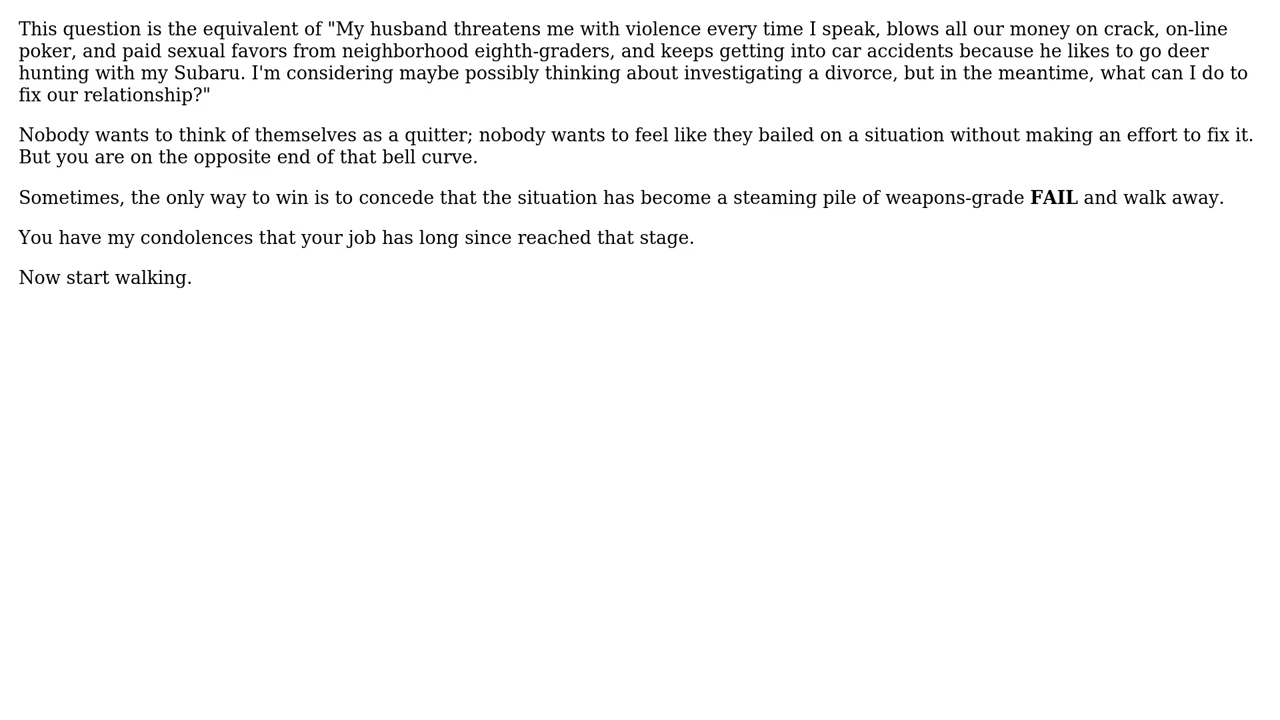 This question is the equivalent of "My husband threatens me with violence every time I speak, blows all our money on crack, on-line
poker, and paid sexual favors from neighborhood eighth-graders, and keeps getting into car accidents because he likes to go deer
hunting with my Subaru. I'm considering maybe possibly thinking about investigating a divorce, but in the meantime, what can I do to
fix our relationship?"
Nobody wants to think of themselves as a quitter; nobody wants to feel like they bailed on a situation without making an effort to fix it.
But you are on the opposite end of that bell curve.
Sometimes, the only way to win is to concede that the situation has become a steaming pile of weapons-grade FAIL and walk away.
You have my condolences that your job has long since reached that stage.
Now start walking.